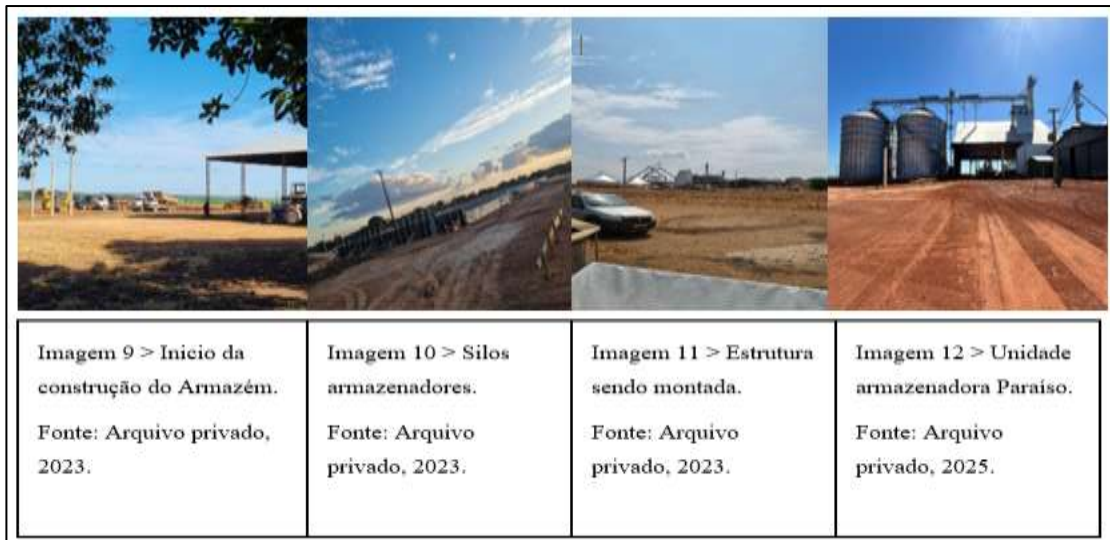 Imagem 9 > Inicio da
construção do Armazém.
Fonte: Arquivo privado,
2023.
Imagem 10 > Silos
armazenadores.
Fonte: Arquivo
privado, 2023.
Imagem 11 > Estrutura
sendo montada.
Fonte: Arquivo
privado, 2023.
Imagem 12 > Unidade
armazenadora Paraíso.
Fonte: Arquivo
privado, 2025.